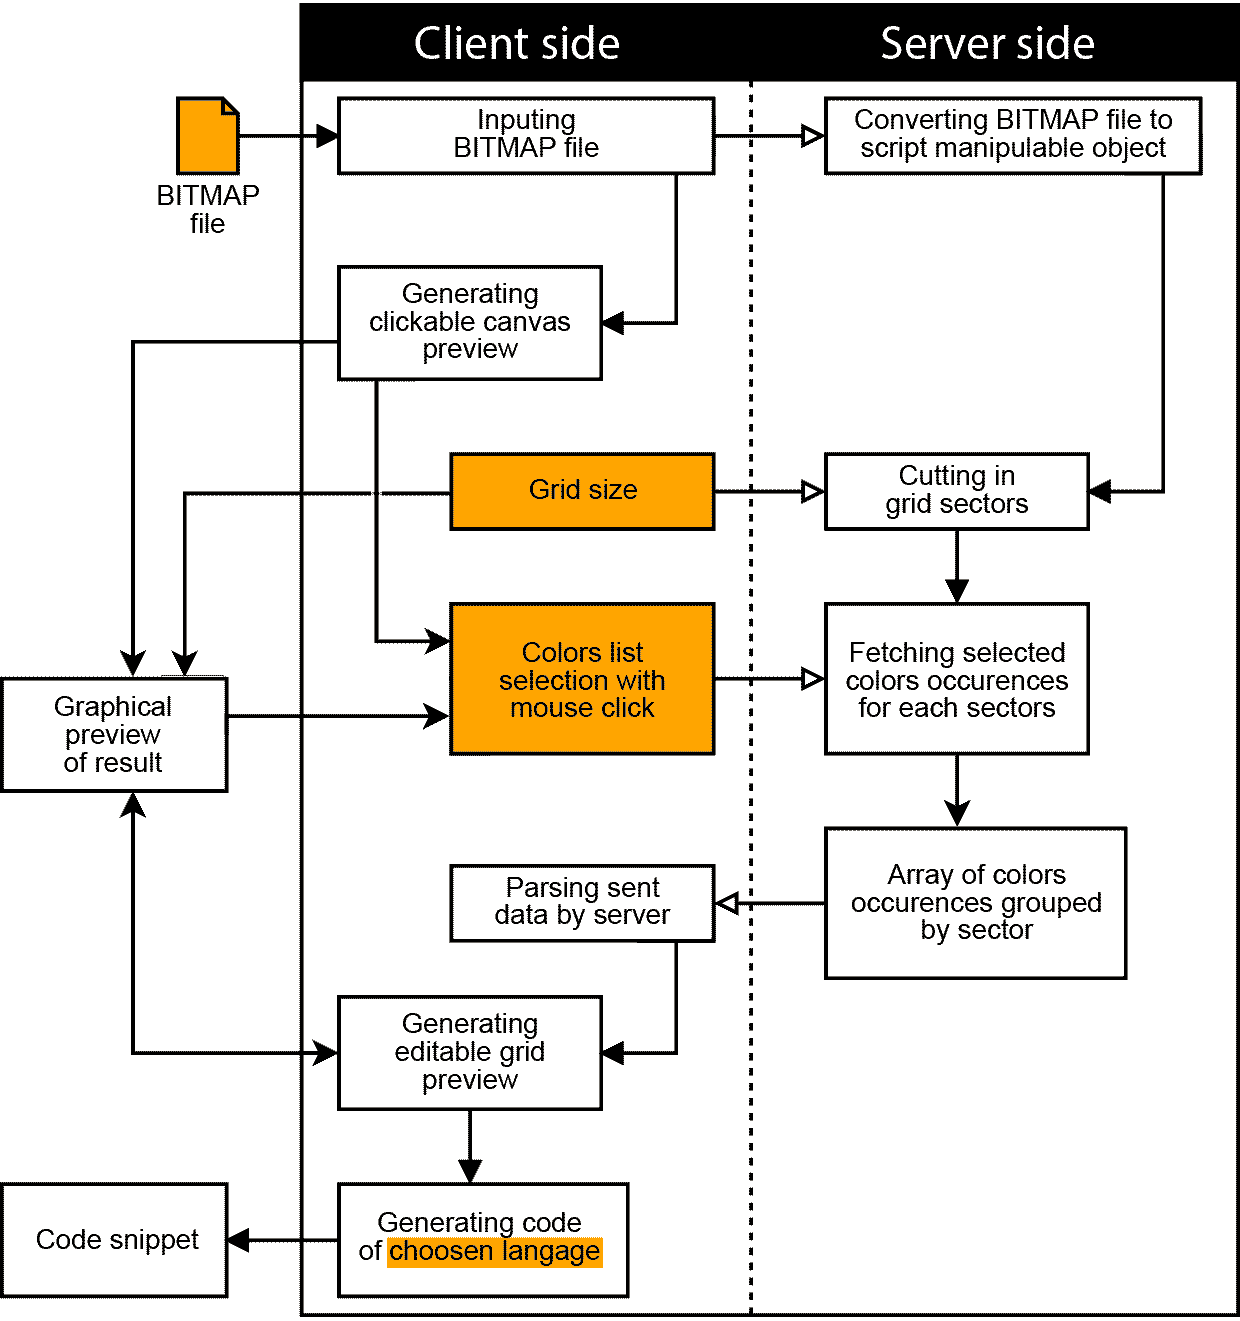 Client side
Server side
BITMAP
file
Inputing
BITMAP file
Converting BITMAP file to
script manipulable object
Generating
clickable canvas
preview
Grid size
Cutting in
grid sectors
Colors list
selection with
mouse click
Fetching selected
colors occurences
for each sectors
Graphical
preview
of result
Parsing sent
data by server
Array of colors
occurences grouped
by sector
Generating
editable grid
preview
Code snippet
Generating code
of choosen langage